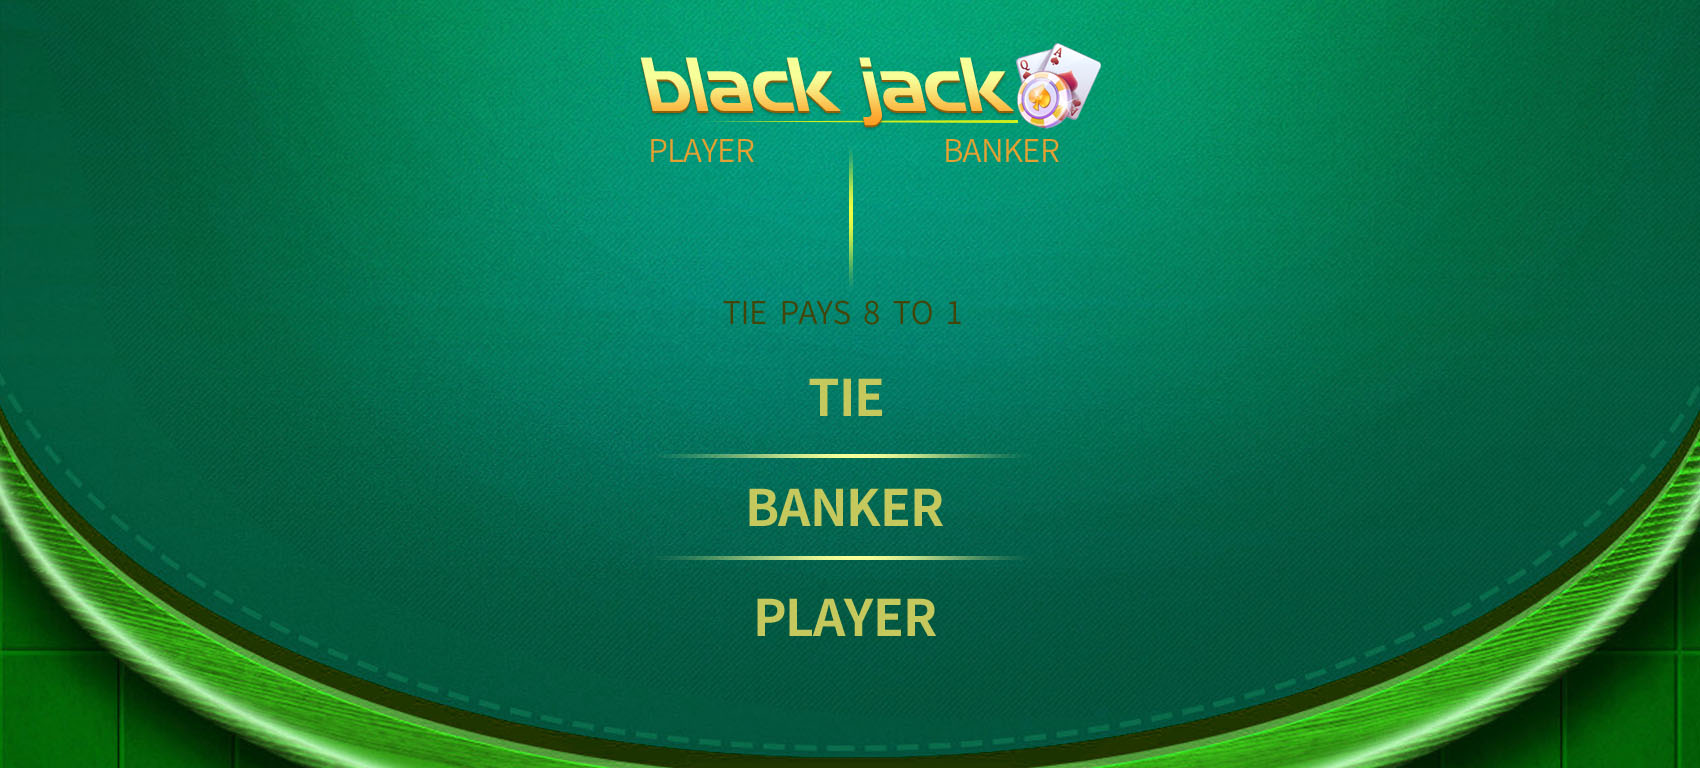 black jack
PLAYER BANKER
TIE PAYS 8 TO 1
TIE
BANKER
PLAYER